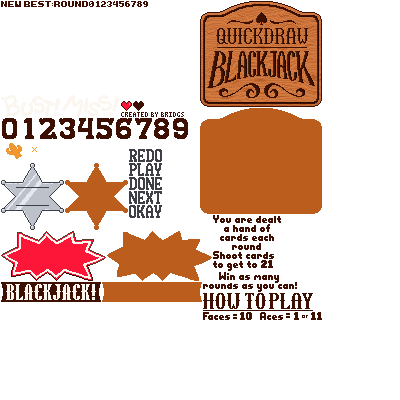 NEW BEST:ROUND0123456789
QUICKDRAW
BLACKJACK
BUST! MISS!
CREATED BY BRIDGS
0123456789
REDO
PLAY
DONE
NEXT
OKAY
You are dealt
a hand of
cards each
round
Shoot cards
to get to 21
Win as many
rounds as you can!
BLACKJACK!
HOW TO PLAY
Faces = 10 Aces = 1 or 11